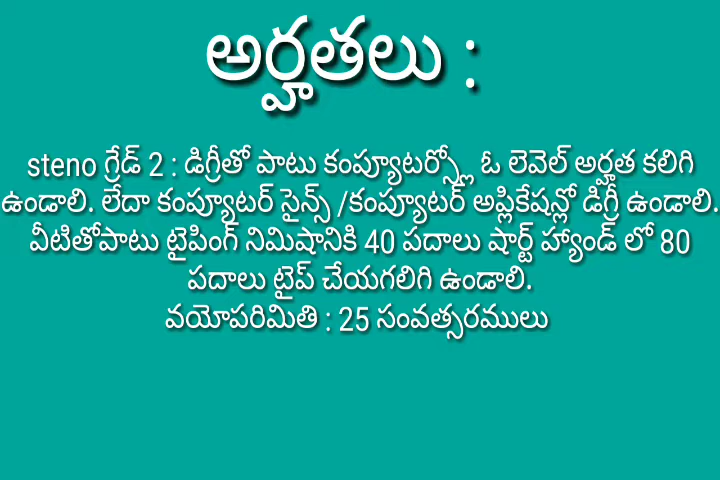 అర్హతలు :
steno గ్రేడ్ 2 : డిగ్రీతో పాటు కంప్యూటర్స్లో ఓ లెవెల్ అర్హత కలిగి
ఉండాలి. లేదా కంప్యూటర్ సైన్స్ /కంప్యూటర్ అప్లికేషన్లో డిగ్రీ ఉండాలి.
వీటితోపాటు టైపింగ్ నిమిషానికి 40 పదాలు షార్ట్ హ్యాండ్ లో 80
పదాలు టైప్ చేయగలిగి ఉండాలి.
వయోపరిమితి : 25 సంవత్సరములు